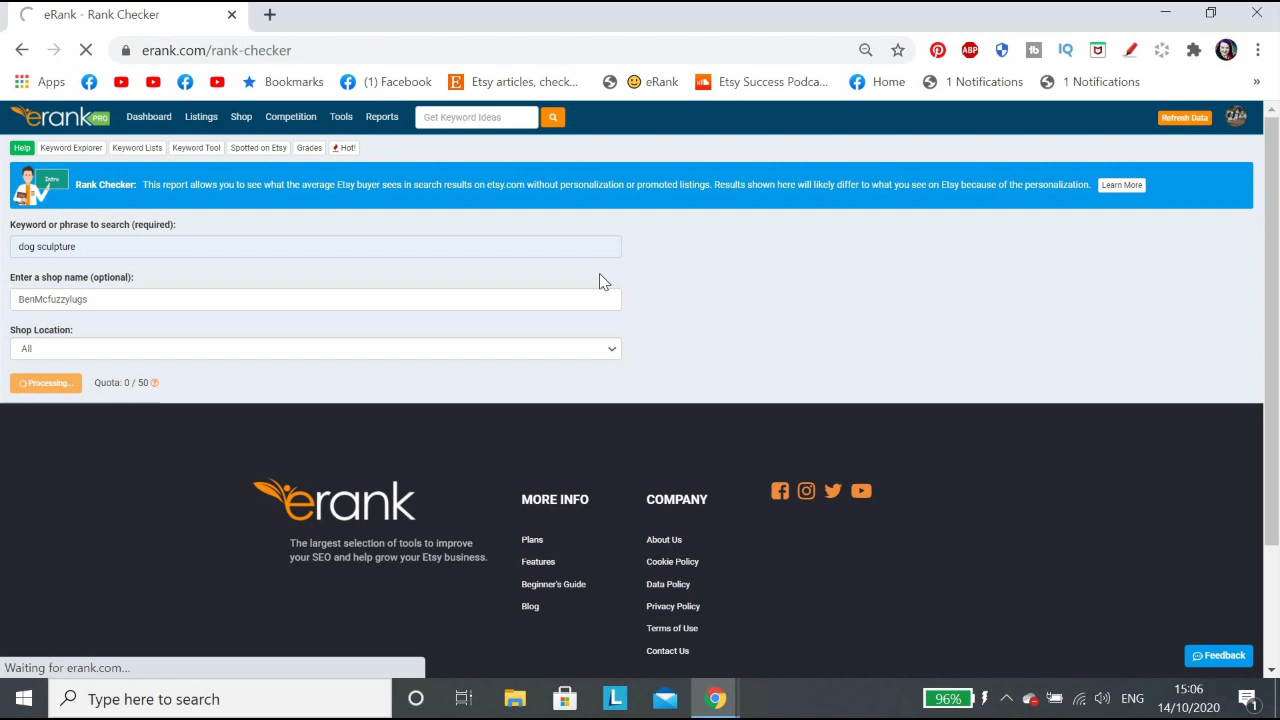 eRank - Rank Checker
erank.com/rank-checker
Apps
Bookmarks
(1) Facebook
Etsy articles, check...
eRank
Etsy Success Podca...
Home
1 Notifications
1 Notifications
»
erank PRO
Dashboard
Listings
Shop
Competition
Tools
Reports
Get Keyword Ideas
Refresh Data
Help
Keyword Explorer
Keyword Lists
Keyword Tool
Spotted on Etsy
Grades
Hot!
Intro
Rank Checker: This report allows you to see what the average Etsy buyer sees in search results on etsy.com without personalization or promoted listings. Results shown here will likely differ to what you see on Etsy because of the personalization.
Learn More
Keyword or phrase to search (required):
dog sculpture
Enter a shop name (optional):
BenMcfuzzylugs
Shop Location:
All
Processing...
Quota: 0 / 50
erank
The largest selection of tools to improve
your SEO and help grow your Etsy business.
MORE INFO
Plans
Features
Beginner's Guide
Blog
COMPANY
About Us
Cookie Policy
Data Policy
Privacy Policy
Terms of Use
Contact Us
Feedback
Waiting for erank.com...
Type here to search
L
96%
ENG
15:06
14/10/2020
1